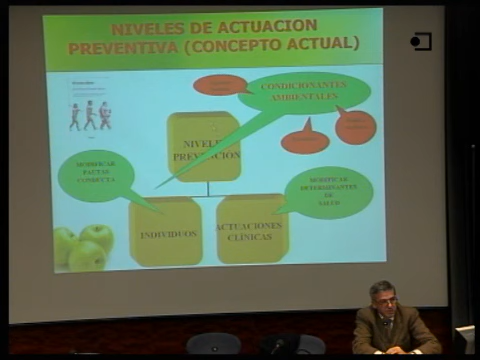 NIVELES DE ACTUACION
PREVENTIVA (CONCEPTO ACTUAL)
CONDICIONANTES
AMBIENTALES
NIVELES
PREVENCION
MODIFICAR
PAUTAS
CONDUCTA
MODIFICAR
DETERMINANTES
DE
SALUD
INDIVIDUOS
ACTUACIONES
CLINICAS